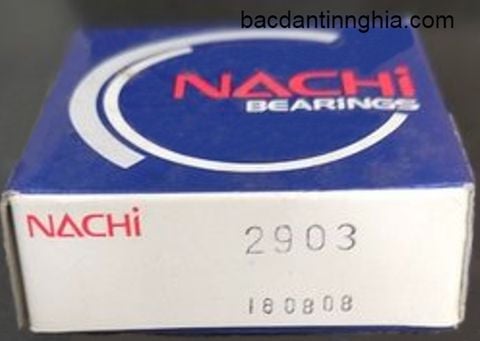 bacdantinnghia.com
NACHi
BEARiNGS
NACHi
2903
180808